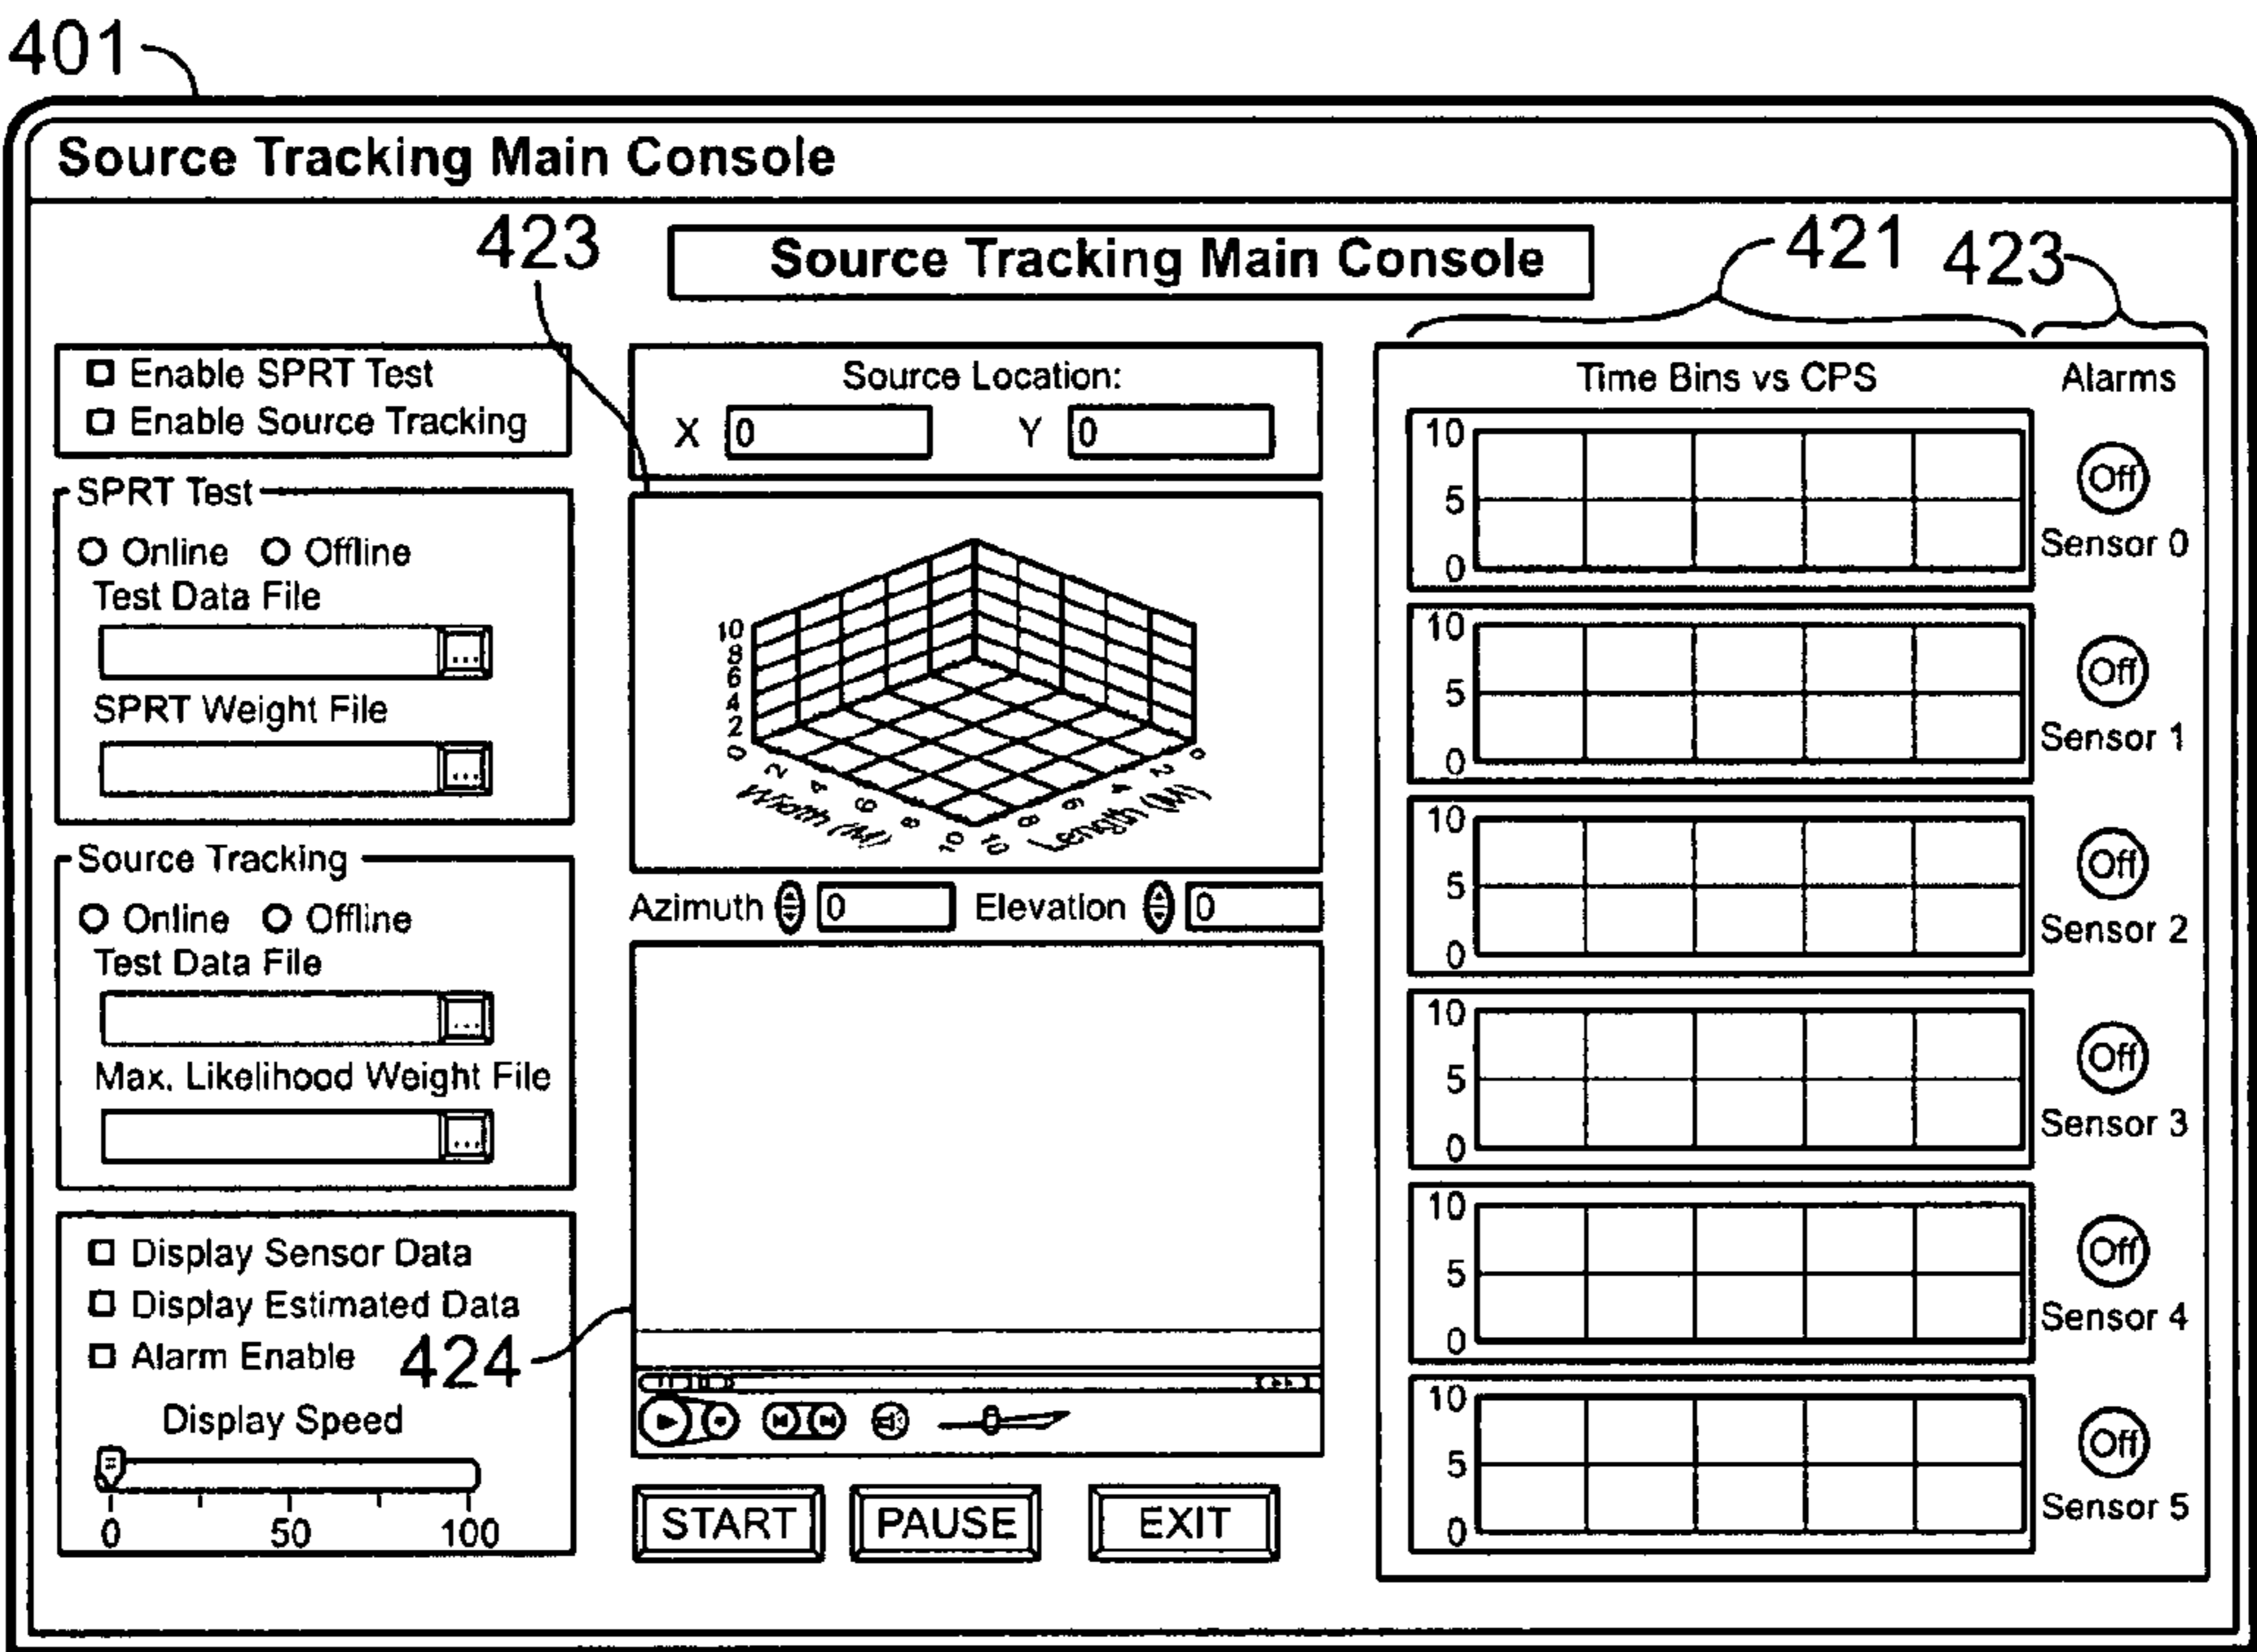 401
Source Tracking Main Console
423
Source Tracking Main Console
421 423
Enable SPRT Test
Enable Source Tracking
SPRT Test
Online Offline
Test Data File
...
SPRT Weight File
...
Source Tracking
Online Offline
Test Data File
...
Max. Likelihood Weight File
...
Display Sensor Data
Display Estimated Data
Alarm Enable
424
Display Speed
0 50 100
Source Location:
X 0 Y 0
10
8
6
4
2
0
0 2 4 6 8 10
Width (M)
10 8 6 4 2 0
Length (M)
Azimuth 0 Elevation 0
START PAUSE EXIT
Time Bins vs CPS Alarms
10
5
0
Off
Sensor 0
10
5
0
Off
Sensor 1
10
5
0
Off
Sensor 2
10
5
0
Off
Sensor 3
10
5
0
Off
Sensor 4
10
5
0
Off
Sensor 5